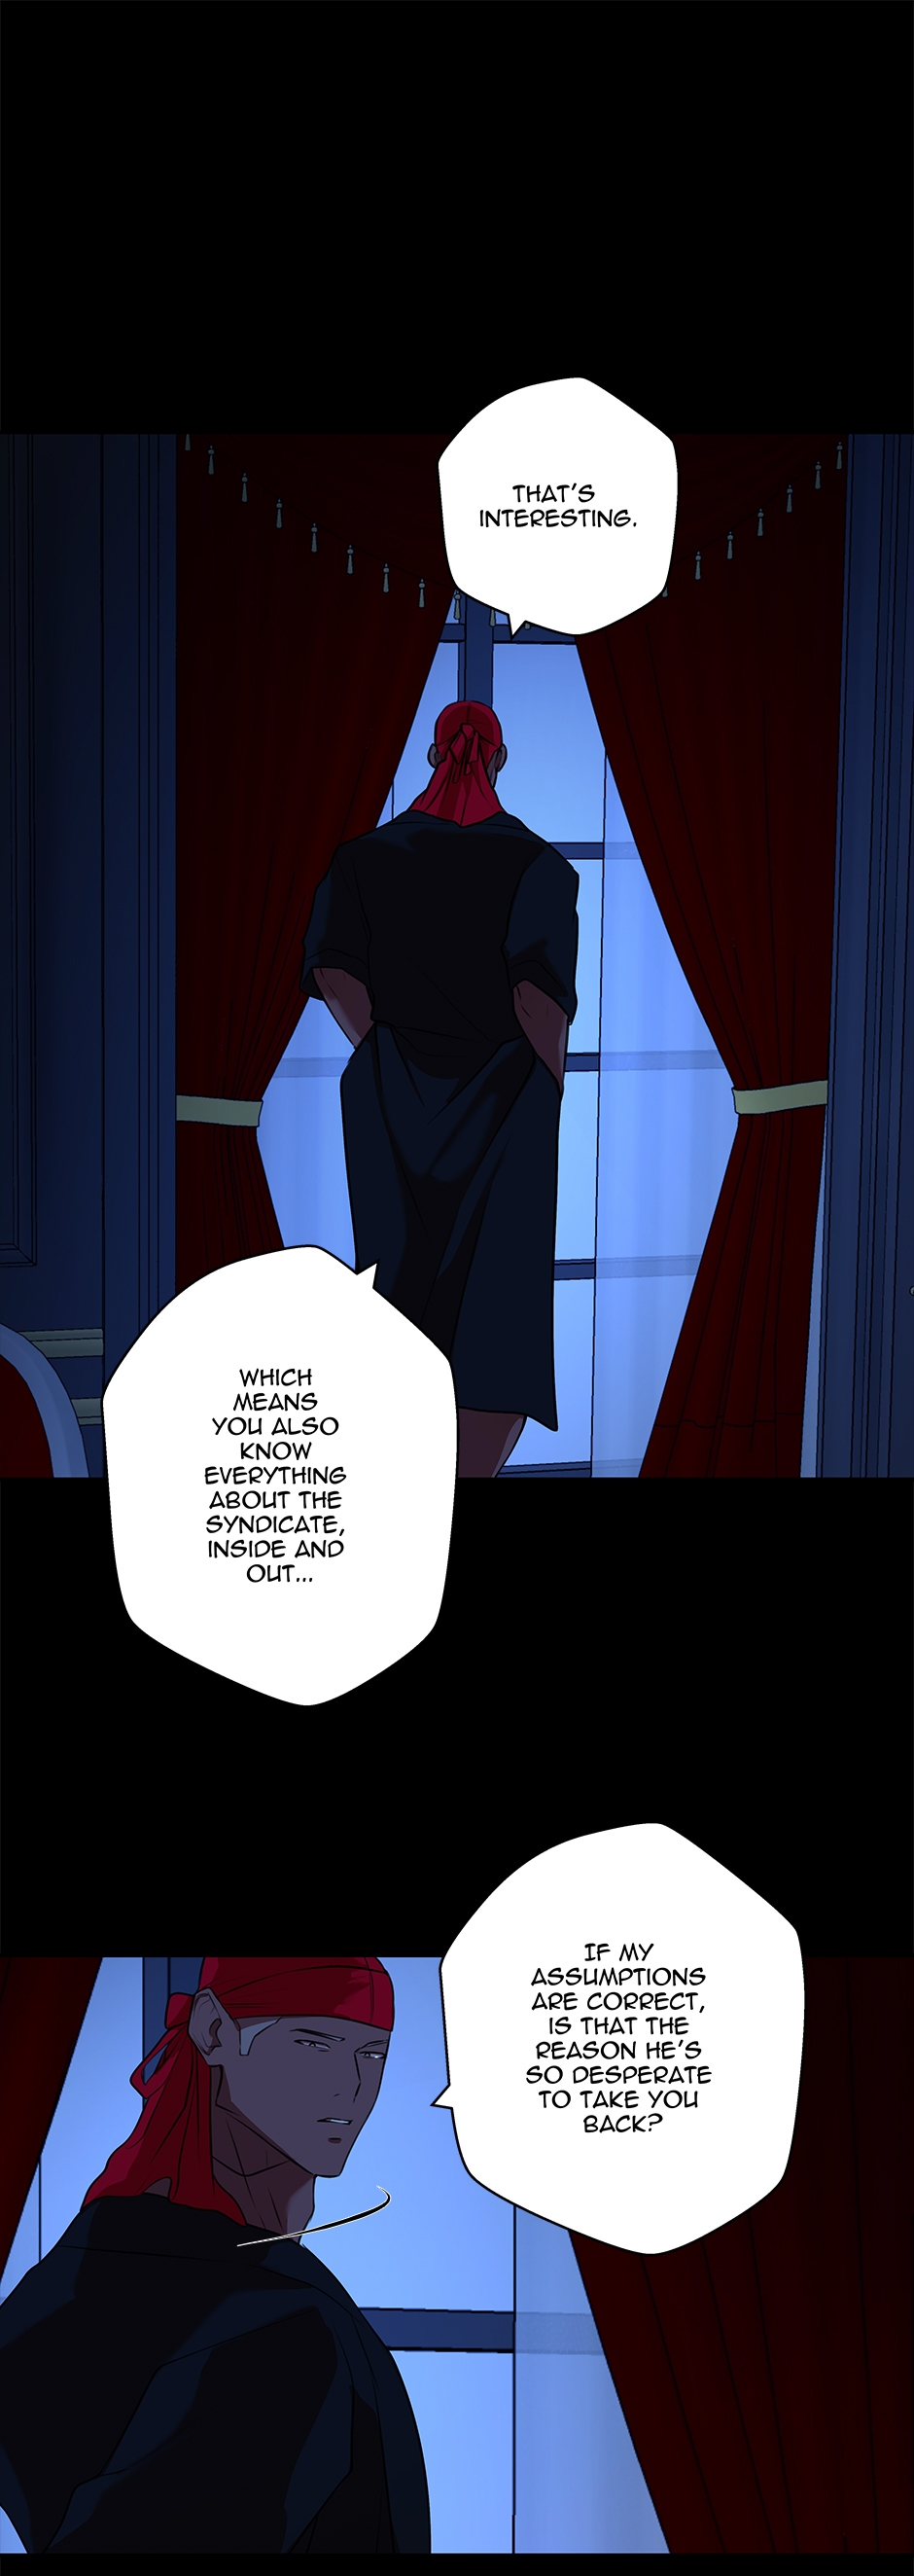 THAT'S
INTERESTING.
WHICH
MEANS
YOU ALSO
KNOW
EVERYTHING
ABOUT THE
SYNDICATE,
INSIDE AND
OUT...
IF MY
ASSUMPTIONS
ARE CORRECT,
IS THAT THE
REASON HE'S
SO DESPERATE
TO TAKE YOU
BACK?